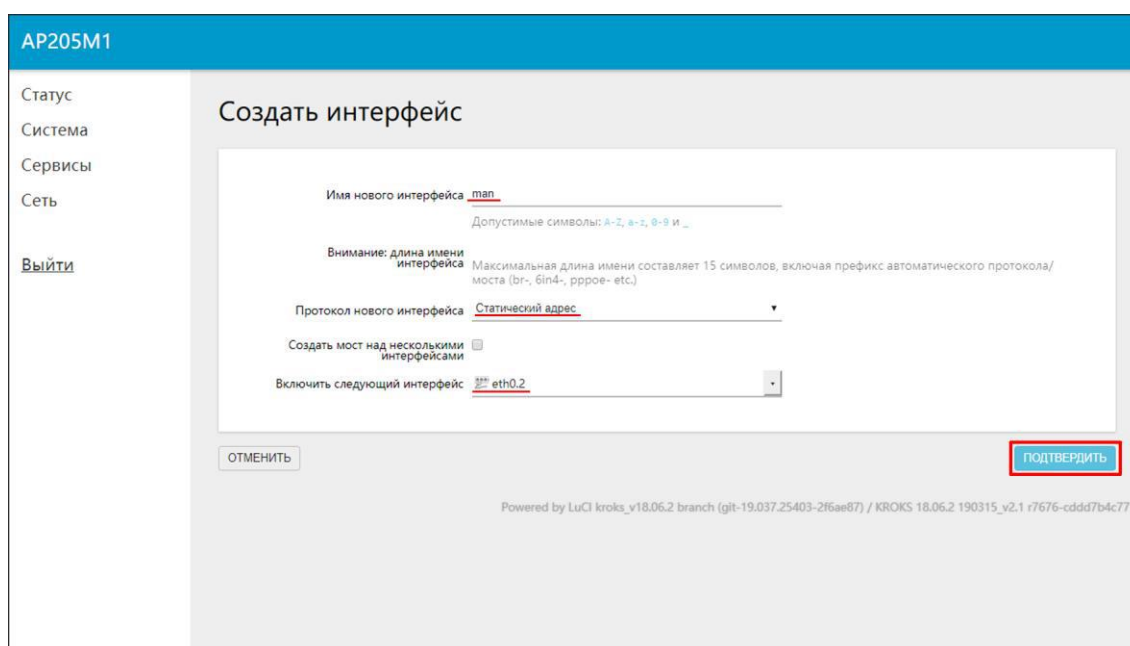 AP205M1
Статус
Система
Сервисы
Сеть
Выйти
Создать интерфейс
Имя нового интерфейса man
Допустимые символы: A-Z, a-z, 0-9 и _
Внимание: длина имени
интерфейса Максимальная длина имени составляет 15 символов, включая префикс автоматического протокола/
моста (br-, 6in4-, pppoe- etc.)
Протокол нового интерфейса Статический адрес
Создать мост над несколькими
интерфейсами
Включить следующий интерфейс eth0.2
ОТМЕНИТЬ ПОДТВЕРДИТЬ
Powered by LuCI kroks_v18.06.2 branch (git-19.037.25403-2f6ae87) / KROKS 18.06.2 190315_v2.1 r7676-cddd7b4c77